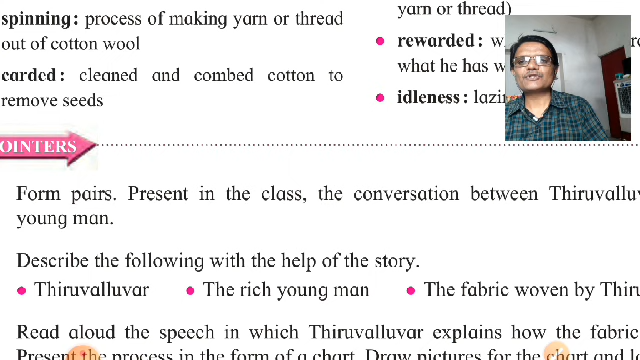 spinning: process of making yarn or thread
out of cotton wool
carded: cleaned and combed cotton to
remove seeds
yarn or thread)
• rewarded:
what he has
• idleness:
OINTERS
Form pairs. Present in the class, the conversation between Thiruvalluv
young man.
Describe the following with the help of the story.
• Thiruvalluvar • The rich young man • The fabric woven by Thiru
Read aloud the speech in which Thiruvalluvar explains how the fabric
Present the process in the form of a chart. Draw pictures for the chart and